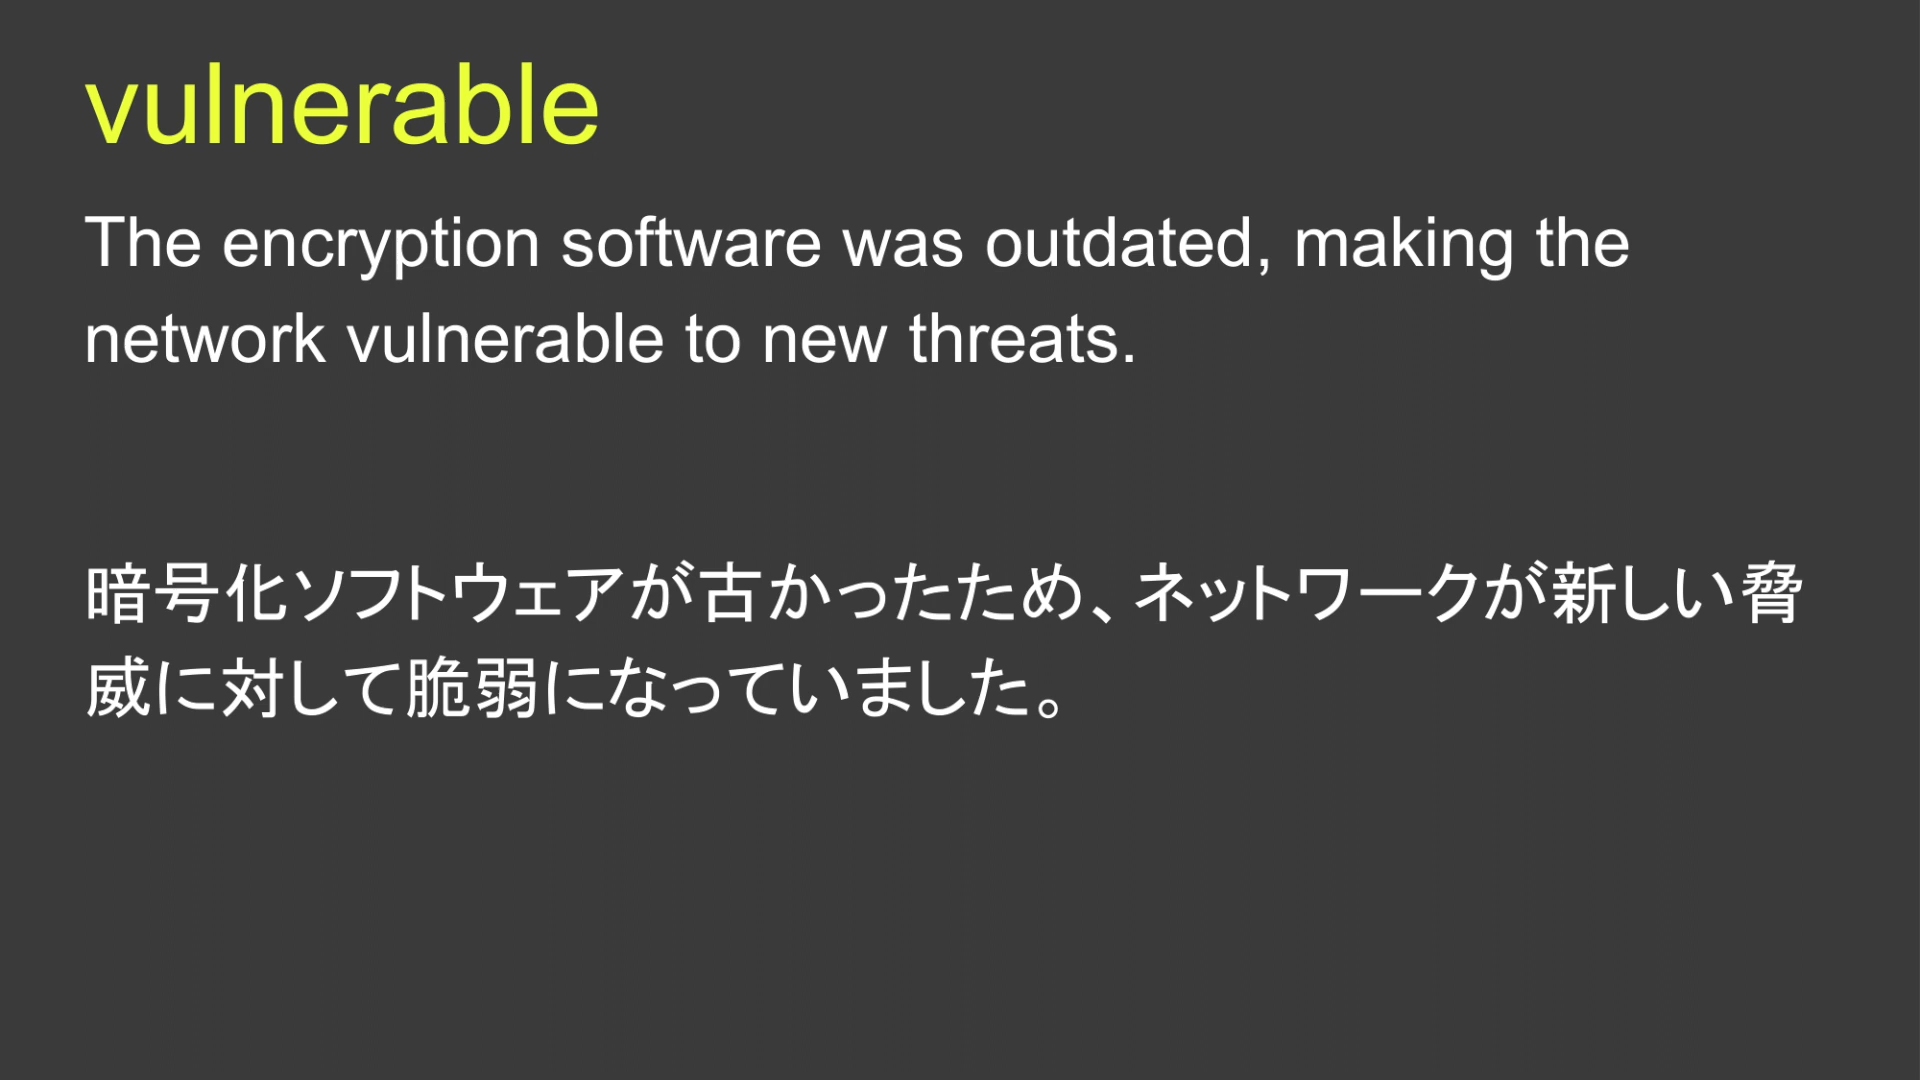 vulnerable
The encryption software was outdated, making the
network vulnerable to new threats.
暗号化ソフトウェアが古かったため、ネットワークが新しい脅
威に対して脆弱になっていました。